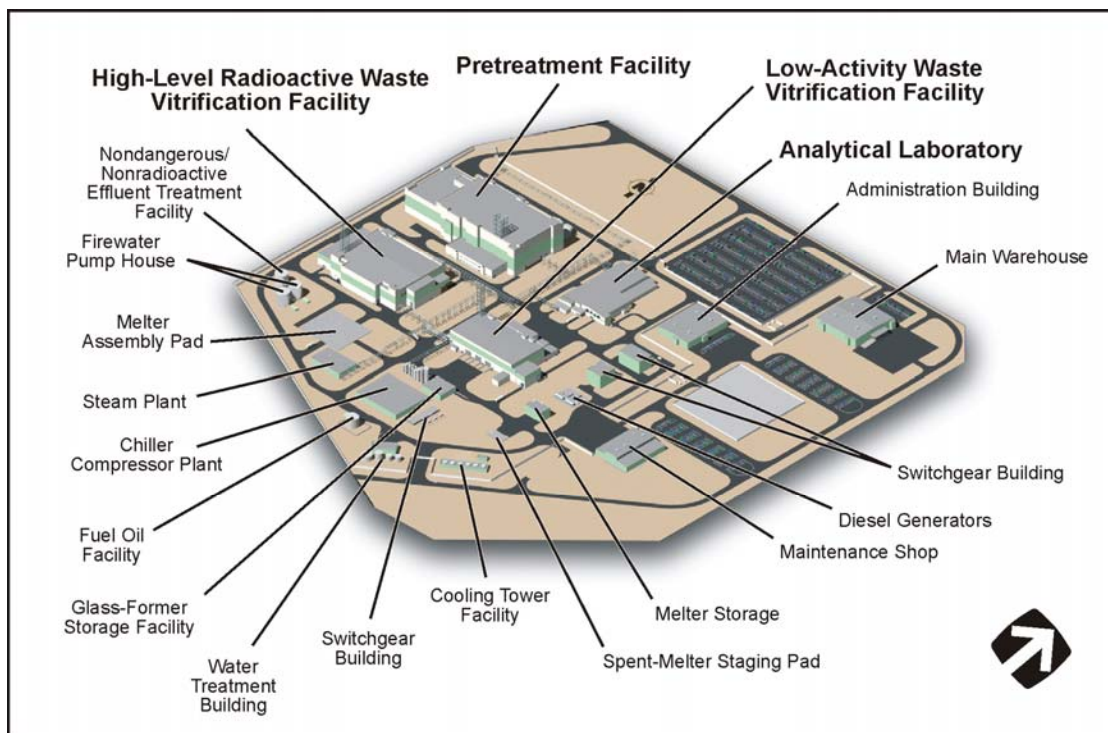 High-Level Radioactive Waste
Vitrification Facility
Pretreatment Facility
Low-Activity Waste
Vitrification Facility
Analytical Laboratory
Administration Building
Main Warehouse
Nondangerous/
Nonradioactive
Effluent Treatment
Facility
Firewater
Pump House
Melter
Assembly Pad
Steam Plant
Chiller
Compressor Plant
Fuel Oil
Facility
Glass-Former
Storage Facility
Water
Treatment
Building
Switchgear
Building
Cooling Tower
Facility
Spent-Melter Staging Pad
Melter Storage
Maintenance Shop
Diesel Generators
Switchgear Building